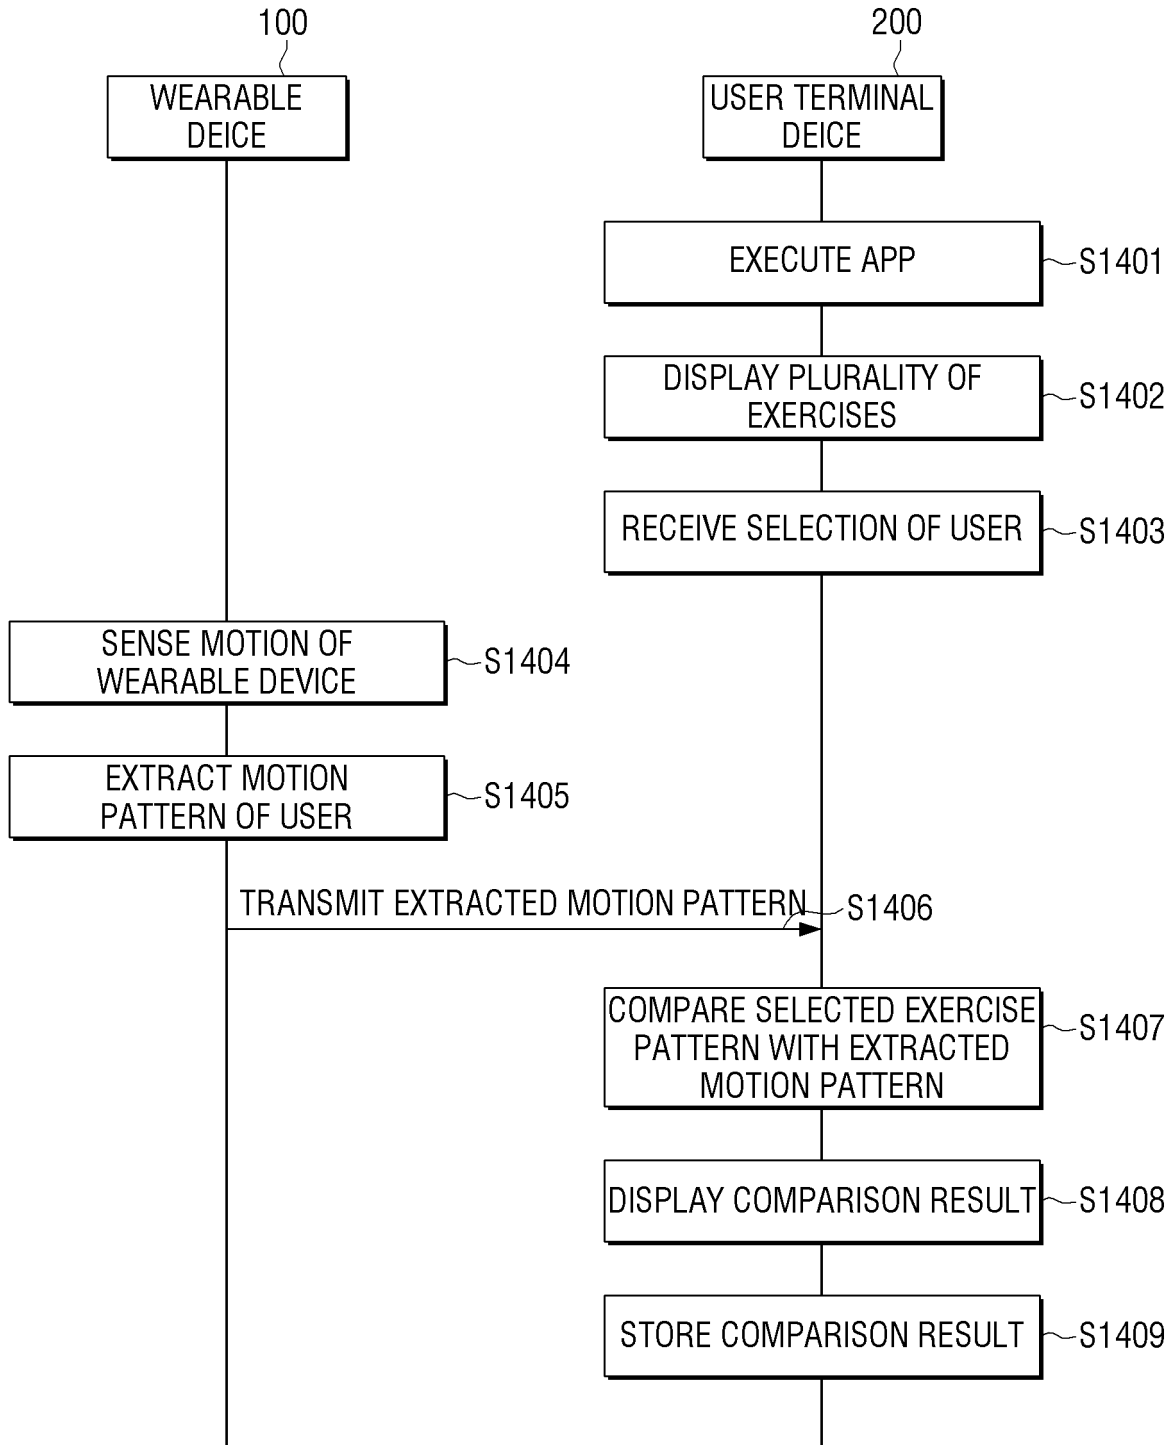 100
200
WEARABLE
DEICE
USER TERMINAL
DEICE
EXECUTE APP
S1401
DISPLAY PLURALITY OF
EXERCISES
S1402
RECEIVE SELECTION OF USER
S1403
SENSE MOTION OF
WEARABLE DEVICE
S1404
EXTRACT MOTION
PATTERN OF USER
S1405
TRANSMIT EXTRACTED MOTION PATTERN
S1406
COMPARE SELECTED EXERCISE
PATTERN WITH EXTRACTED
MOTION PATTERN
S1407
DISPLAY COMPARISON RESULT
S1408
STORE COMPARISON RESULT
S1409